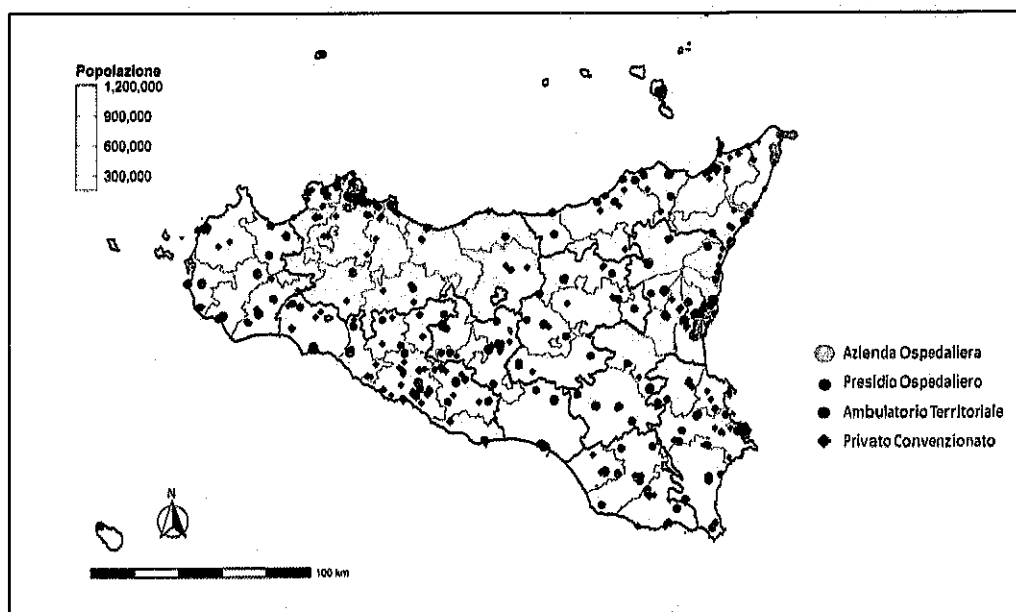 Popolazione
1,200,000
900,000
600,000
300,000
Azienda Ospedaliera
Presidio Ospedaliero
Ambulatorio Territoriale
Privato Convenzionato
N
100 km